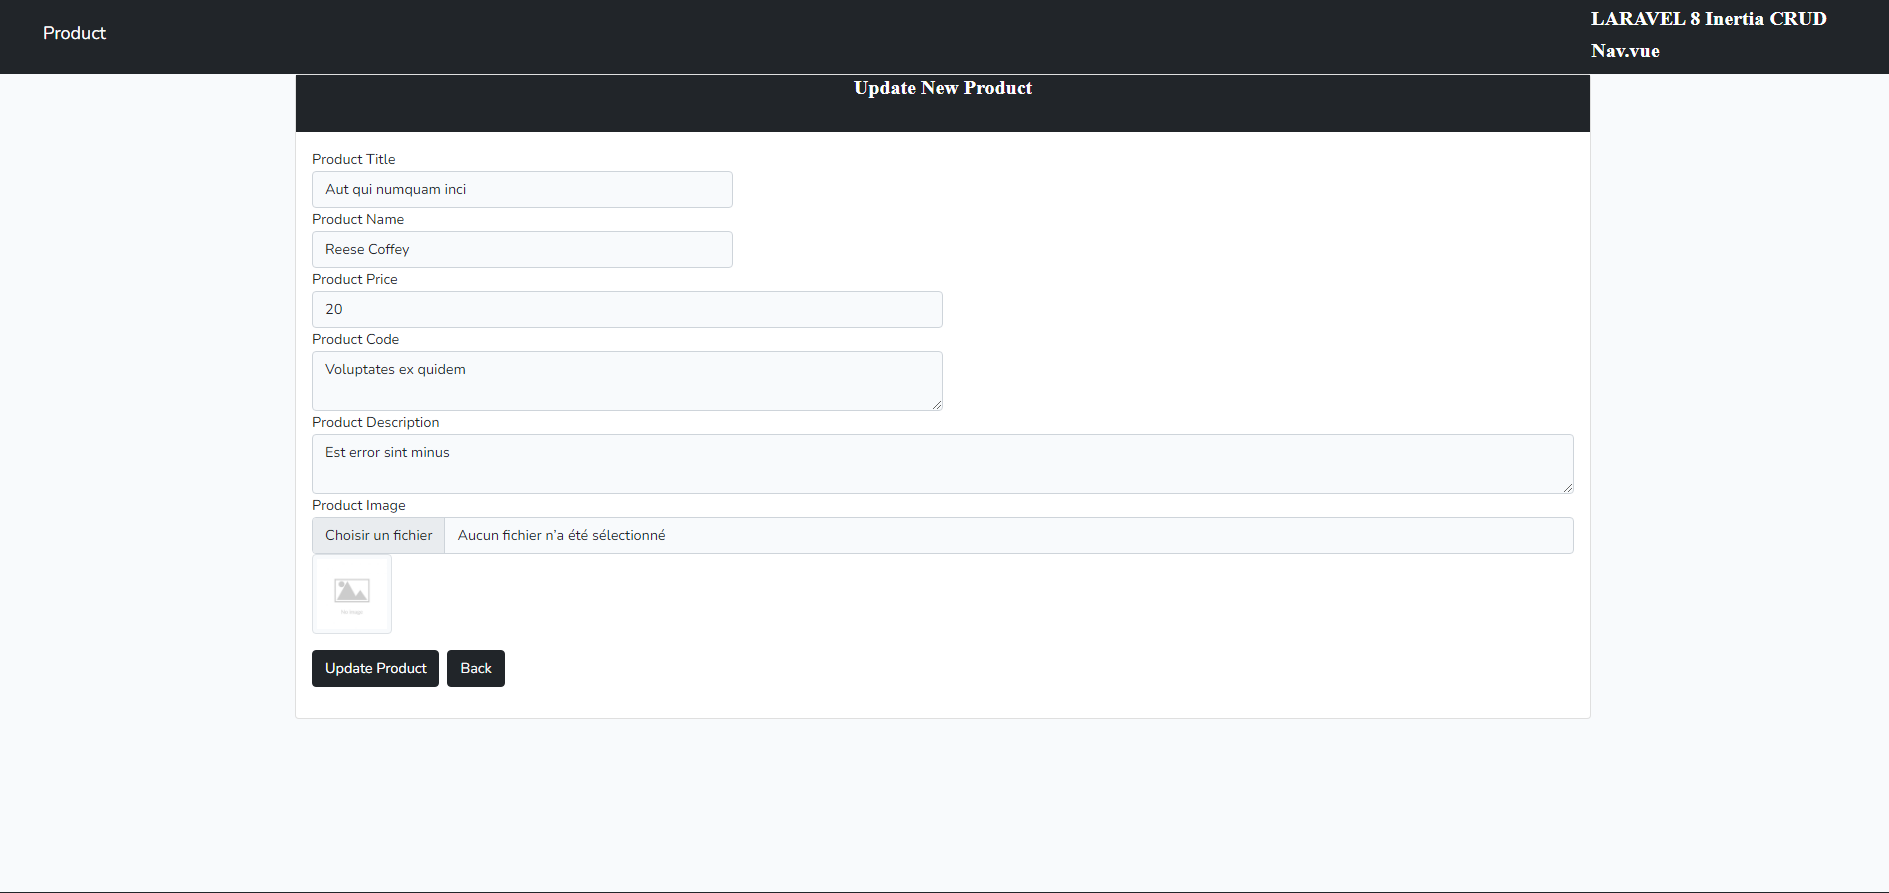 Product
LARAVEL 8 Inertia CRUD
Nav.vue
Update New Product
Product Title
Aut qui numquam inci
Product Name
Reese Coffey
Product Price
20
Product Code
Voluptates ex quidem
Product Description
Est error sint minus
Product Image
Choisir un fichier Aucun fichier n'a été sélectionné
No image
Update Product Back